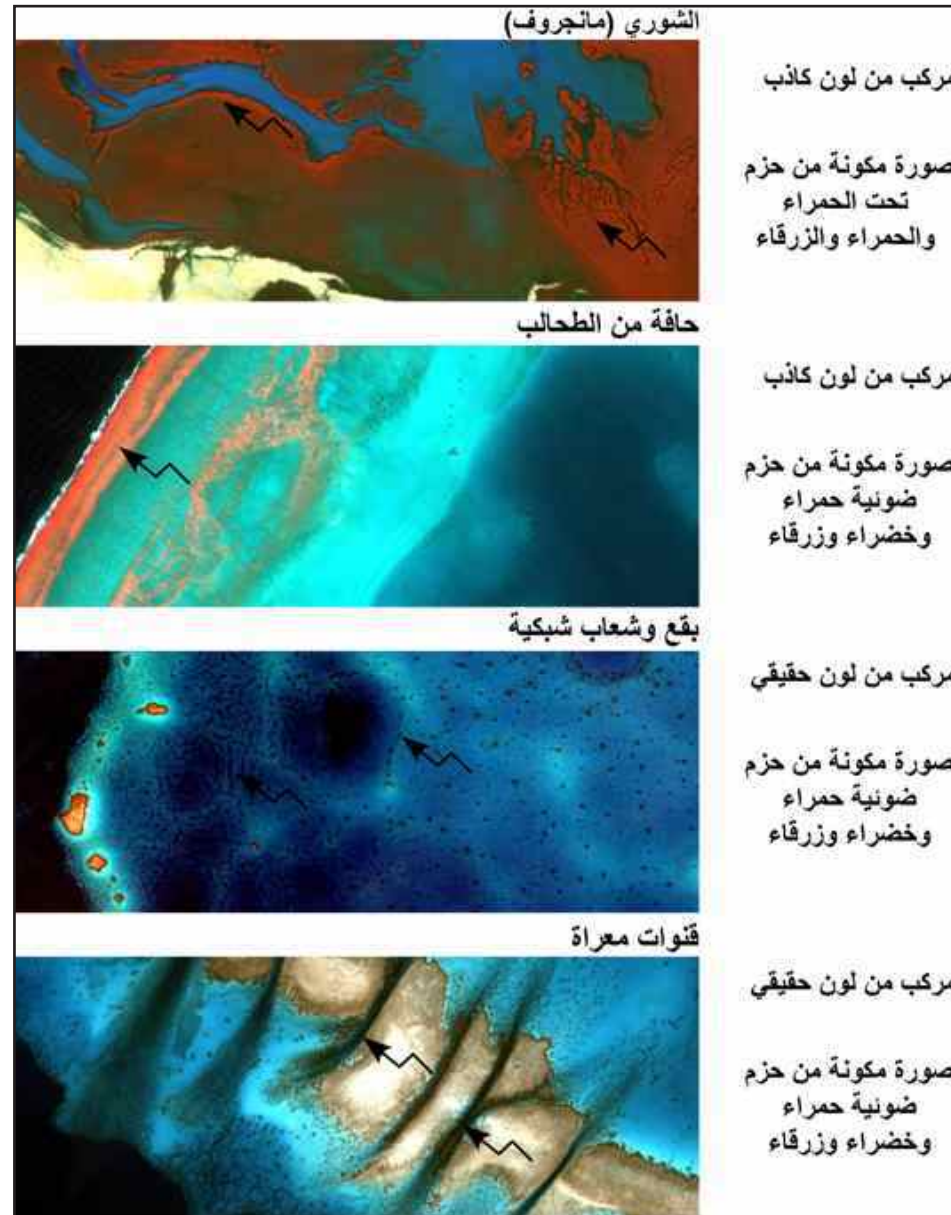 الشوري (مانجروف)
مركب من لون كاذب
صورة مكونة من حزم
تحت الحمراء
والحمراء والزرقاء
حافة من الطحالب
مركب من لون كاذب
صورة مكونة من حزم
ضوئية حمراء
وخضراء وزرقاء
بقع وشعاب شبكية
مركب من لون حقيقي
صورة مكونة من حزم
ضوئية حمراء
وخضراء وزرقاء
قنوات معراة
مركب من لون حقيقي
صورة مكونة من حزم
ضوئية حمراء
وخضراء وزرقاء